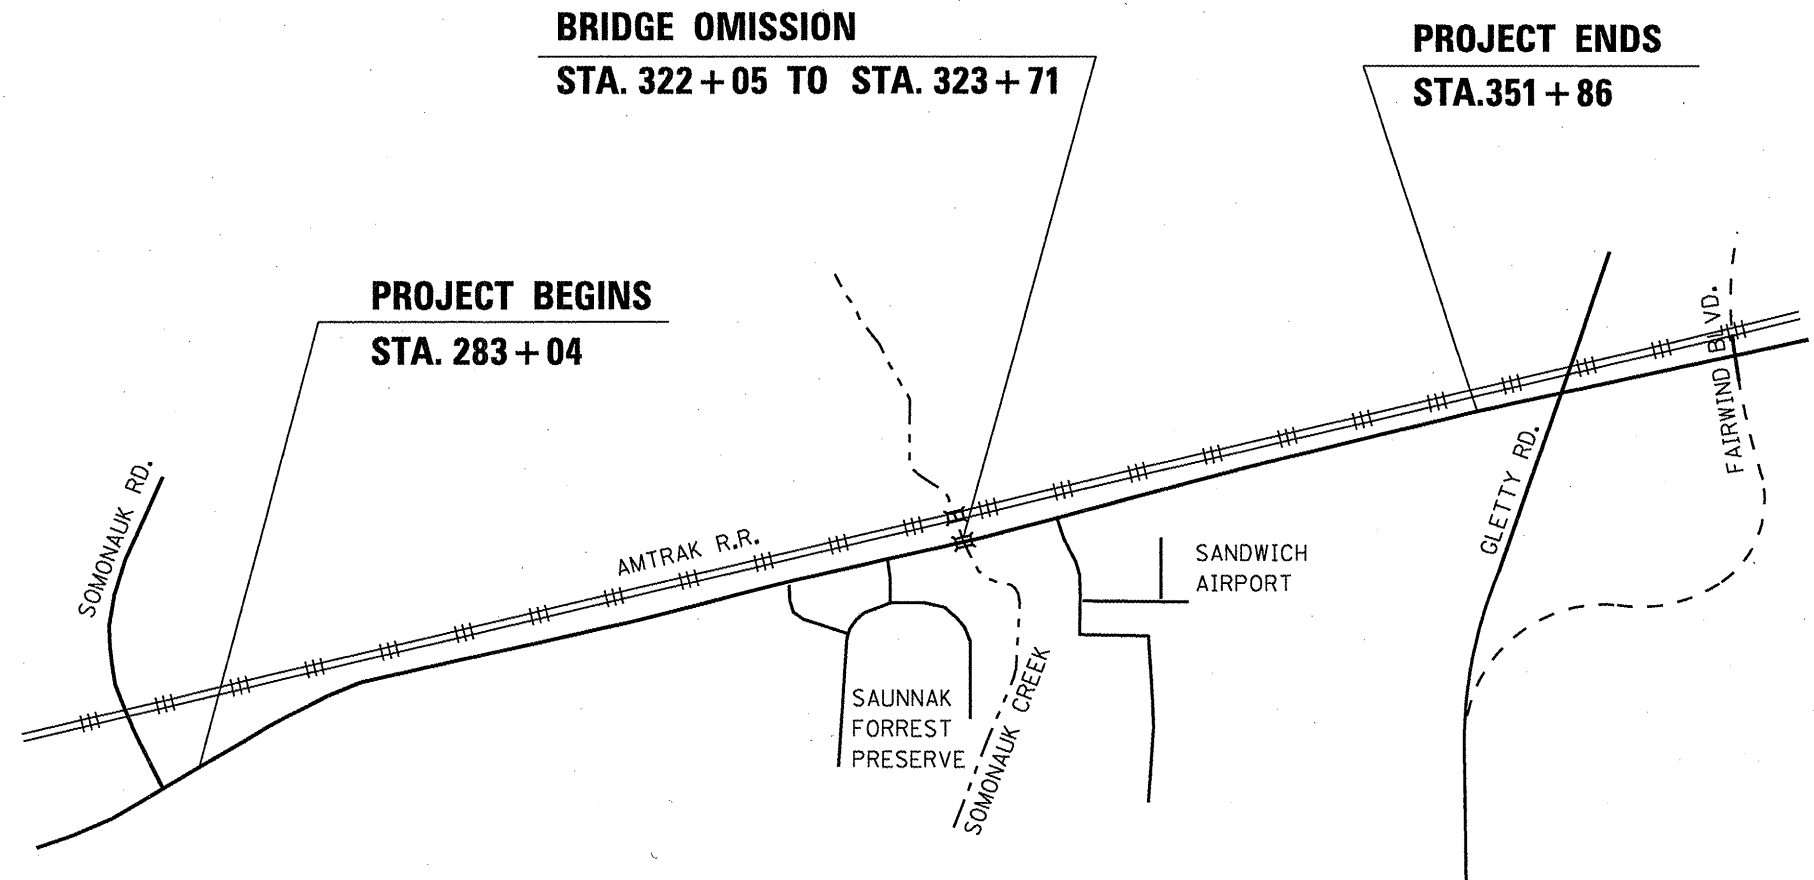 BRIDGE OMISSION
STA. 322+05 TO STA. 323+71
PROJECT ENDS
STA.351+86
PROJECT BEGINS
STA. 283+04
SOMONAUK RD.
AMTRAK R.R.
SAUNNAK
FORREST
PRESERVE
SOMONAUK CREEK
SANDWICH
AIRPORT
GLETTY RD.
FAIRWIND BLVD.